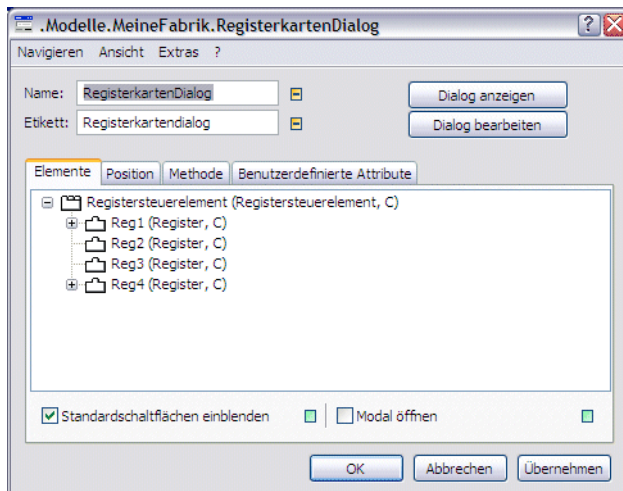 .Modelle.MeineFabrik.RegisterkartenDialog
Navigieren Ansicht Extras ?
Name: RegisterkartenDialog Dialog anzeigen
Etikett: Registerkartendialog Dialog bearbeiten
Elemente Position Methode Benutzerdefinierte Attribute
Registersteuerelement (Registersteuerelement, C)
Reg1 (Register, C)
Reg2 (Register, C)
Reg3 (Register, C)
Reg4 (Register, C)
Standardschaltflächen einblenden Modal öffnen
OK Abbrechen Übernehmen